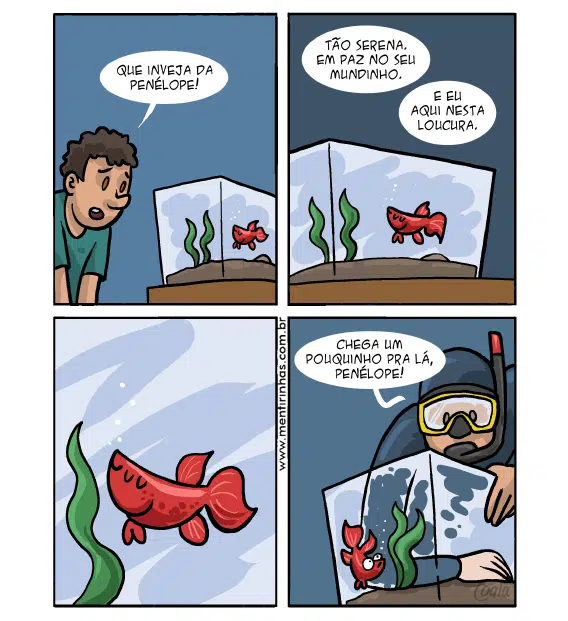 QUE INVEJA DA
PENÉLOPE!
TÃO SERENA.
EM PAZ NO SEU
MUNDINHO.
E EU
AQUI NESTA
LOUCURA.
www.mentirinhas.com.br
CHEGA UM
POUQUINHO PRA LÁ,
PENÉLOPE!